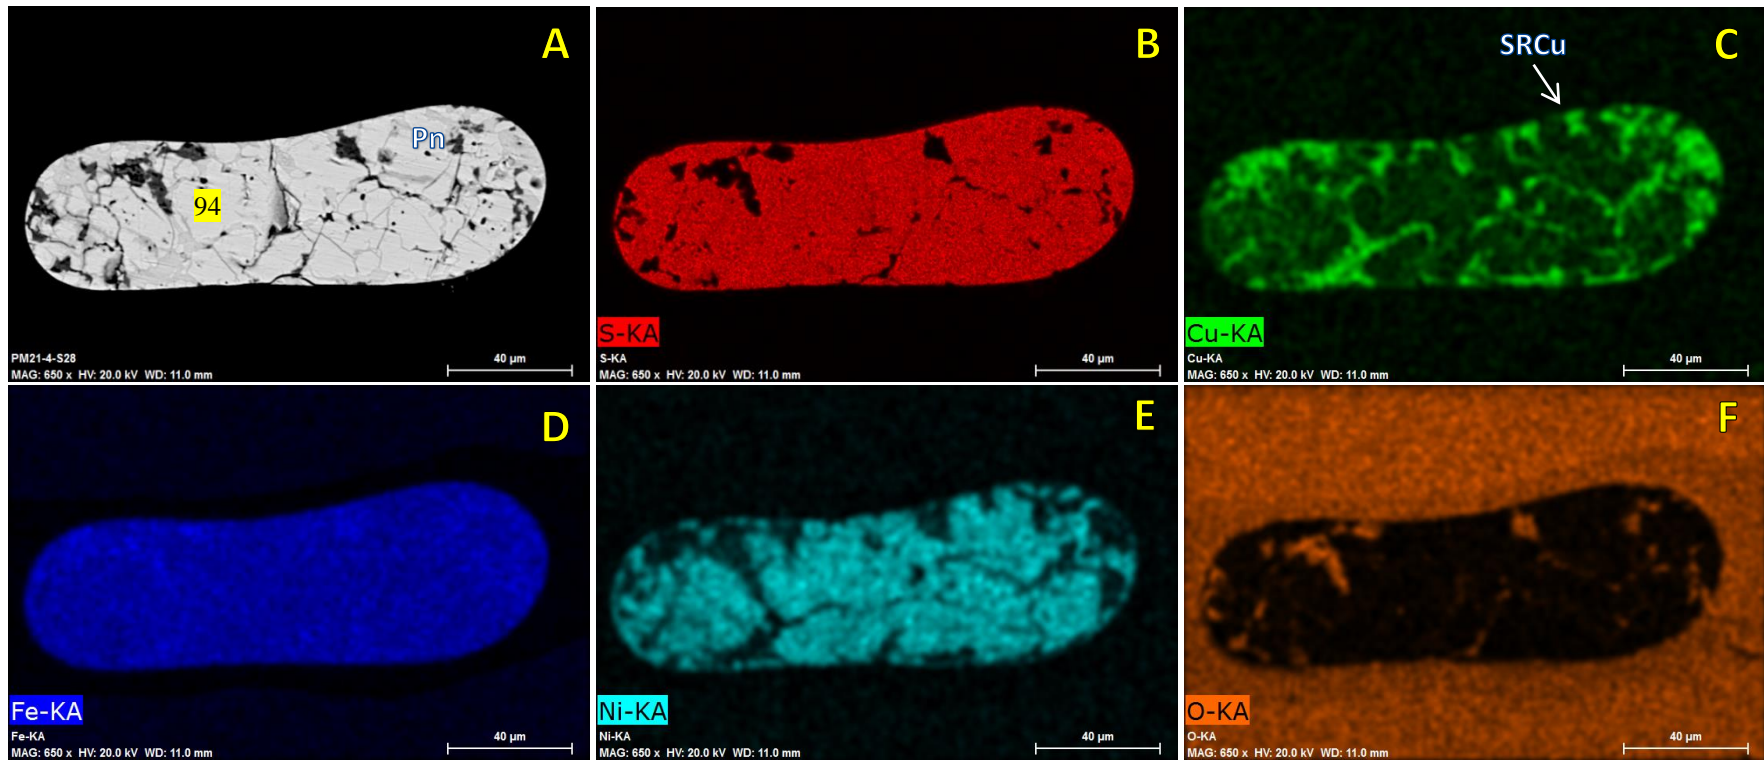 A
Pn
94
PM21-4-S28
MAG: 650 x HV: 20.0 kV WD: 11.0 mm
40 µm
B
S-KA
S-KA
MAG: 650 x HV: 20.0 kV WD: 11.0 mm
40 µm
SRCu
C
Cu-KA
Cu-KA
MAG: 650 x HV: 20.0 kV WD: 11.0 mm
40 µm
D
Fe-KA
Fe-KA
MAG: 650 x HV: 20.0 kV WD: 11.0 mm
40 µm
E
Ni-KA
Ni-KA
MAG: 650 x HV: 20.0 kV WD: 11.0 mm
40 µm
F
O-KA
O-KA
MAG: 650 x HV: 20.0 kV WD: 11.0 mm
40 µm